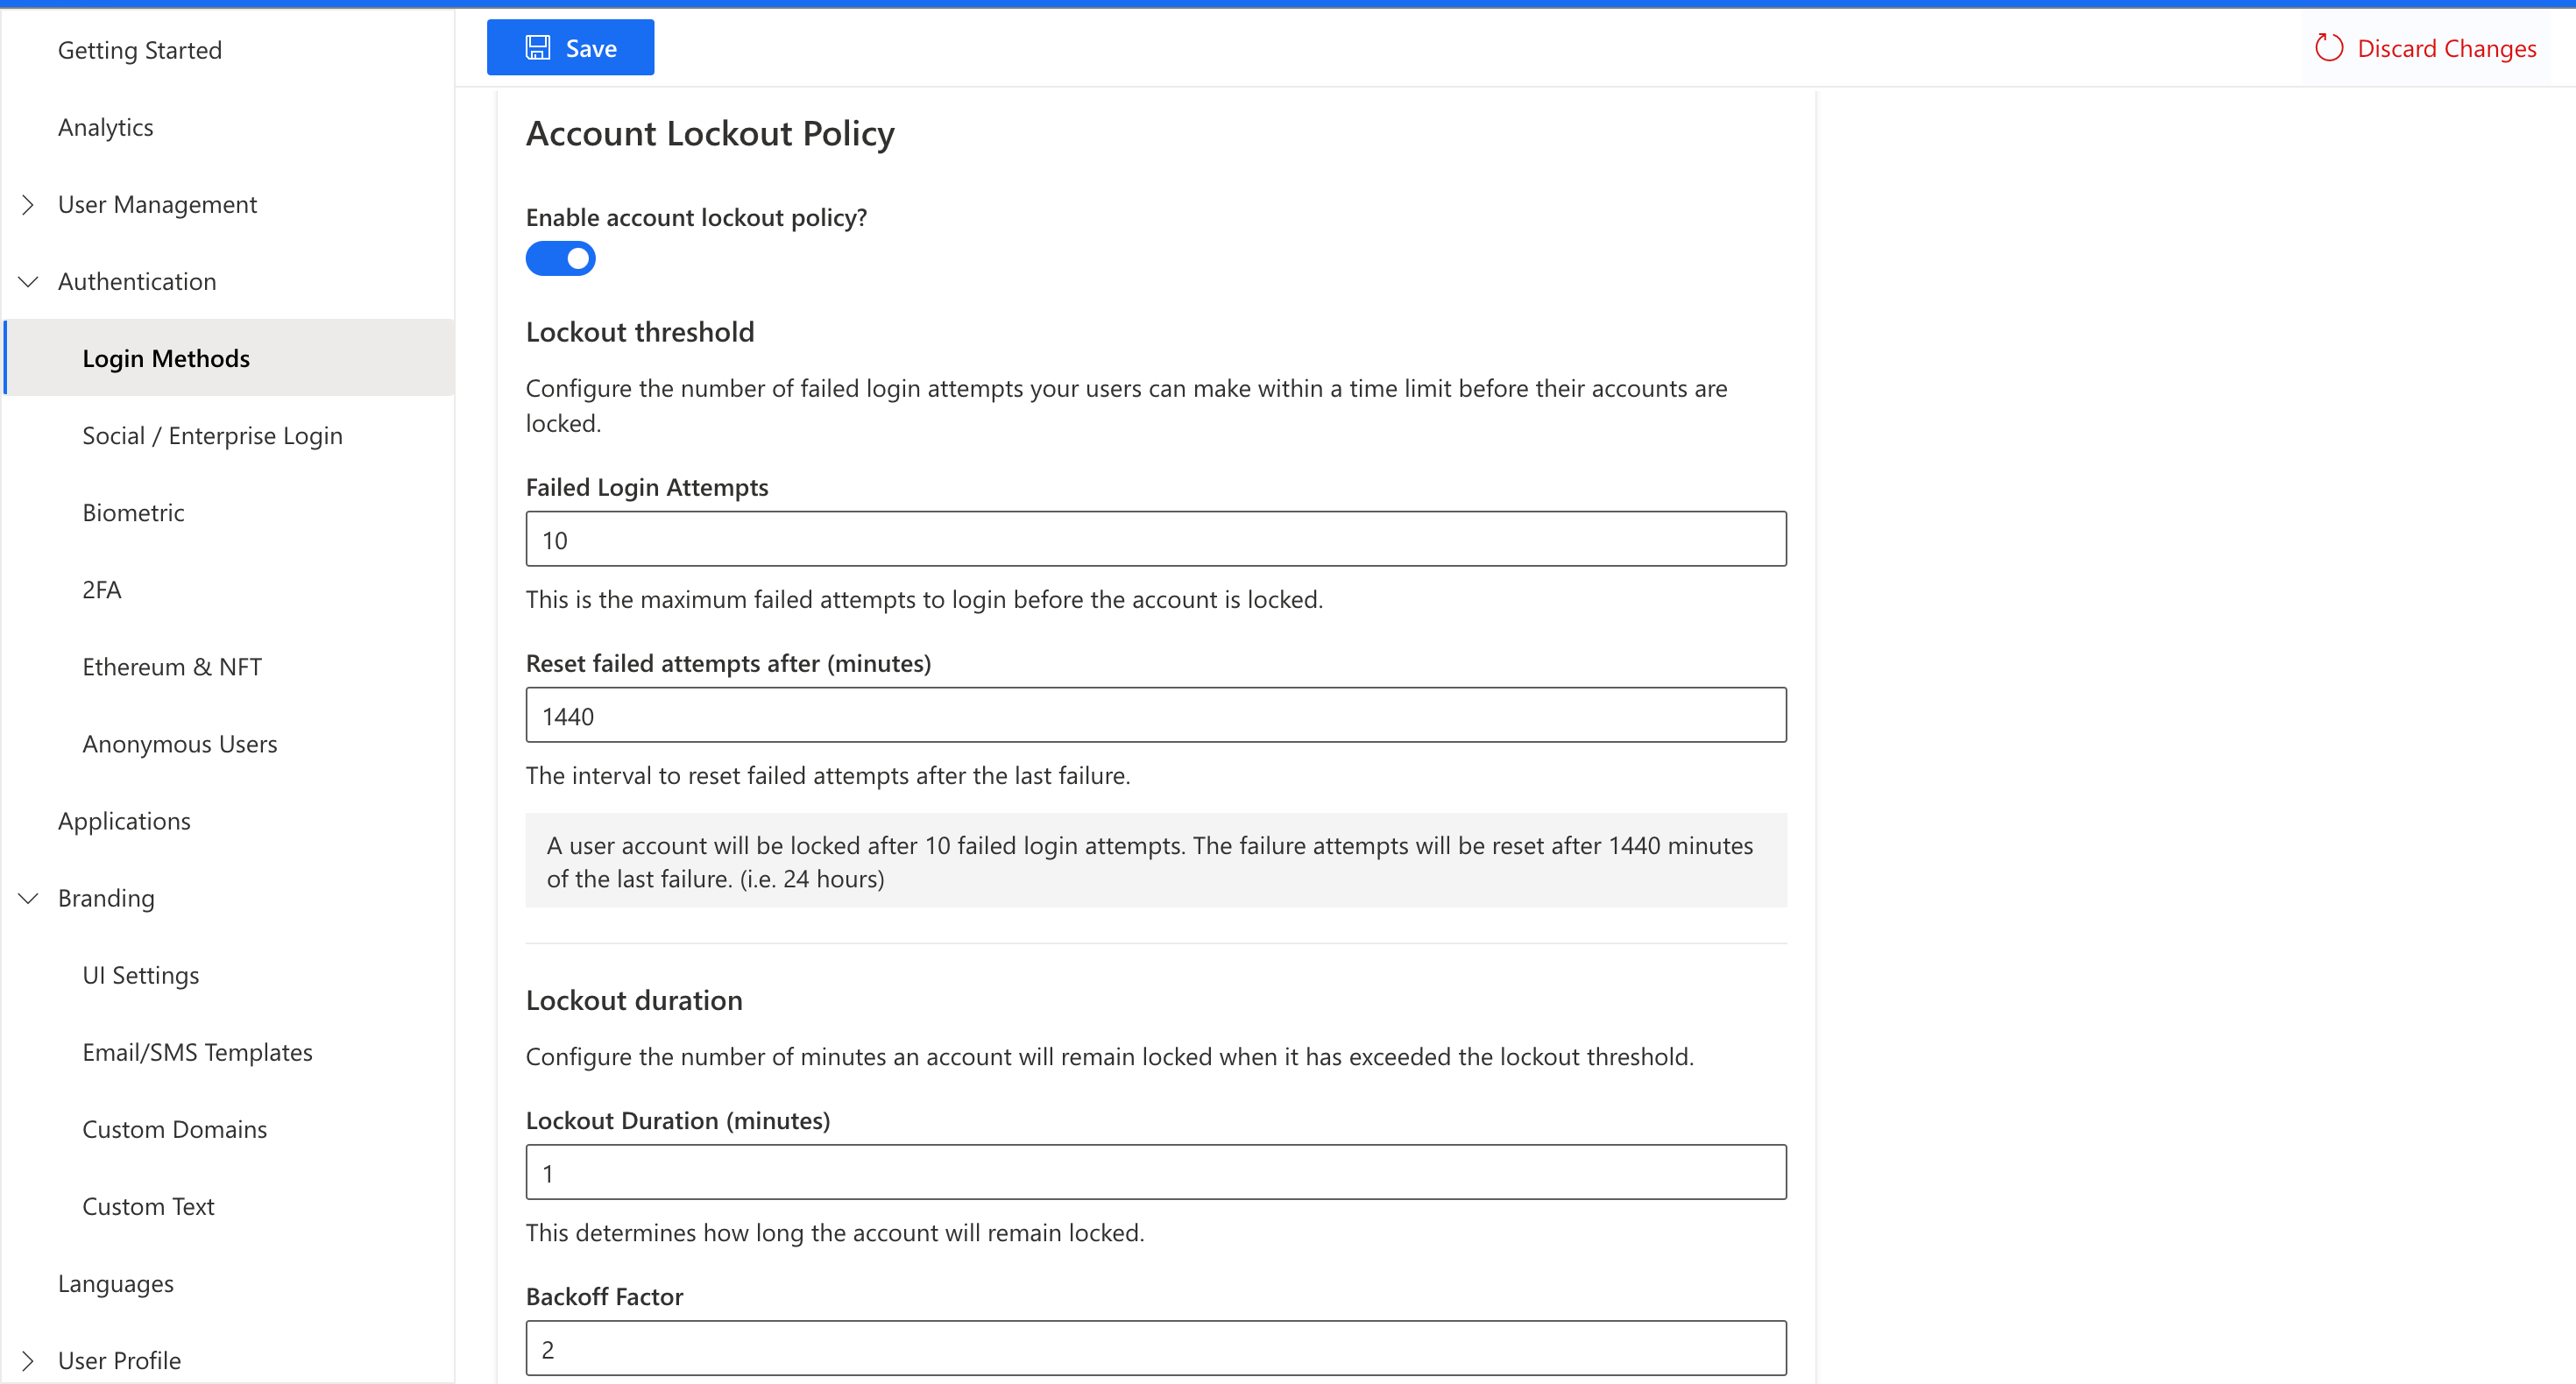 Getting Started
Analytics
User Management
Authentication
Login Methods
Social / Enterprise Login
Biometric
2FA
Ethereum & NFT
Anonymous Users
Applications
Branding
UI Settings
Email/SMS Templates
Custom Domains
Custom Text
Languages
User Profile
Save
Discard Changes
Account Lockout Policy
Enable account lockout policy?
Lockout threshold
Configure the number of failed login attempts your users can make within a time limit before their accounts are
locked.
Failed Login Attempts
10
This is the maximum failed attempts to login before the account is locked.
Reset failed attempts after (minutes)
1440
The interval to reset failed attempts after the last failure.
A user account will be locked after 10 failed login attempts. The failure attempts will be reset after 1440 minutes
of the last failure. (i.e. 24 hours)
Lockout duration
Configure the number of minutes an account will remain locked when it has exceeded the lockout threshold.
Lockout Duration (minutes)
1
This determines how long the account will remain locked.
Backoff Factor
2